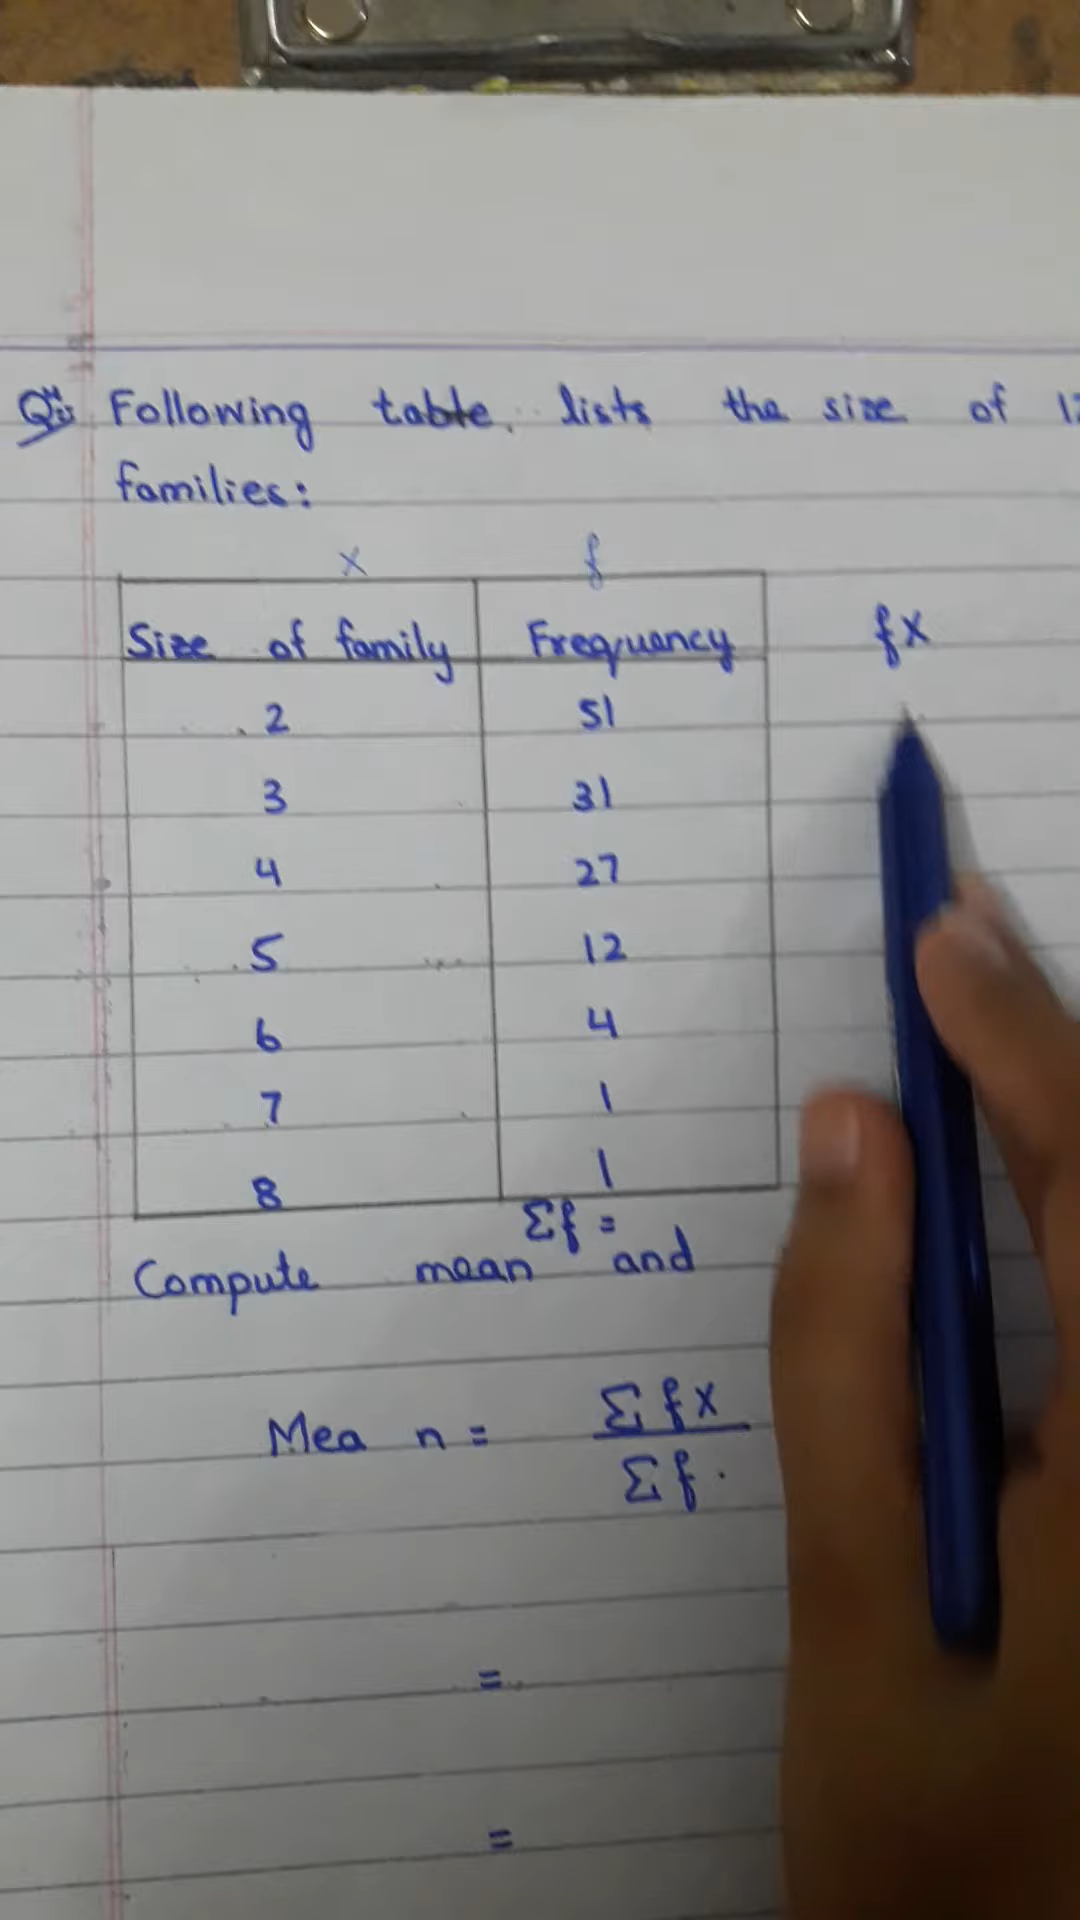 Following table lists the size of
families:
x f
Size of family Frequency fx
2 51
3 31
4 27
5 12
6 4
7 1
8 1
Σf =
Compute mean and
Mea n = Σfx
Σf.
=
=